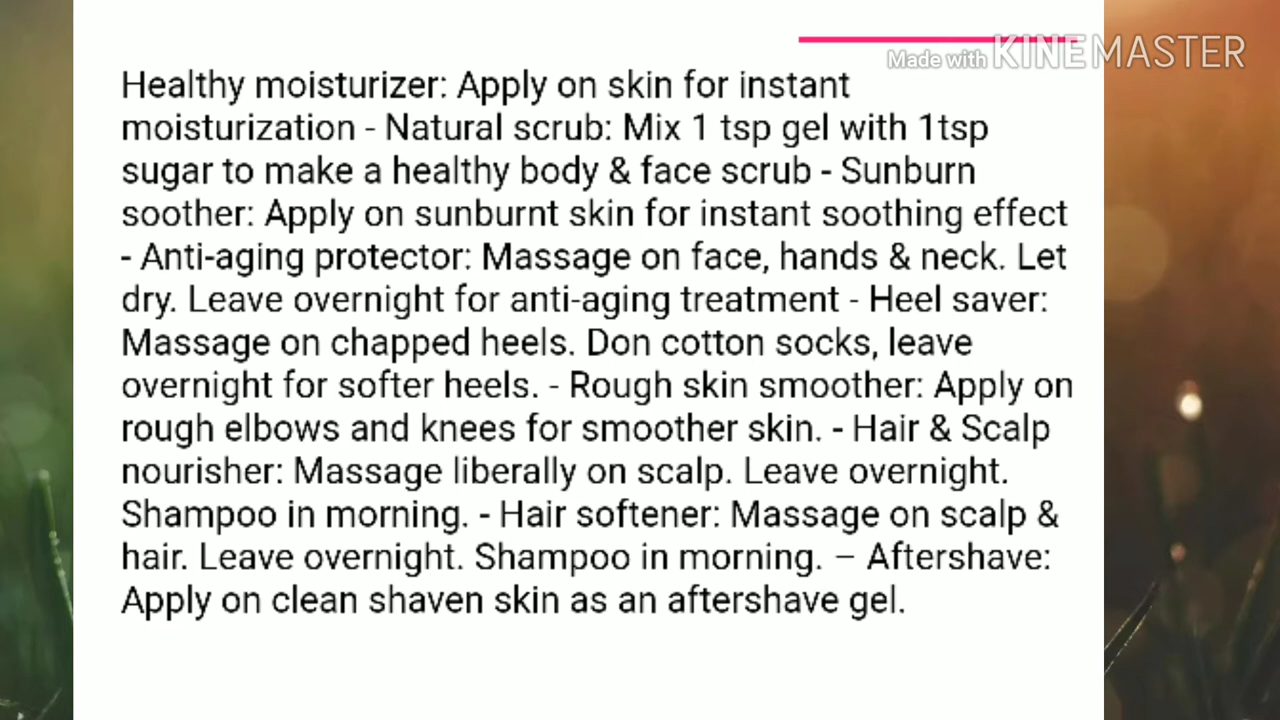 Made with KINEMASTER
Healthy moisturizer: Apply on skin for instant
moisturization - Natural scrub: Mix 1 tsp gel with 1tsp
sugar to make a healthy body & face scrub - Sunburn
soother: Apply on sunburnt skin for instant soothing effect
- Anti-aging protector: Massage on face, hands & neck. Let
dry. Leave overnight for anti-aging treatment - Heel saver:
Massage on chapped heels. Don cotton socks, leave
overnight for softer heels. - Rough skin smoother: Apply on
rough elbows and knees for smoother skin. - Hair & Scalp
nourisher: Massage liberally on scalp. Leave overnight.
Shampoo in morning. - Hair softener: Massage on scalp &
hair. Leave overnight. Shampoo in morning. – Aftershave:
Apply on clean shaven skin as an aftershave gel.